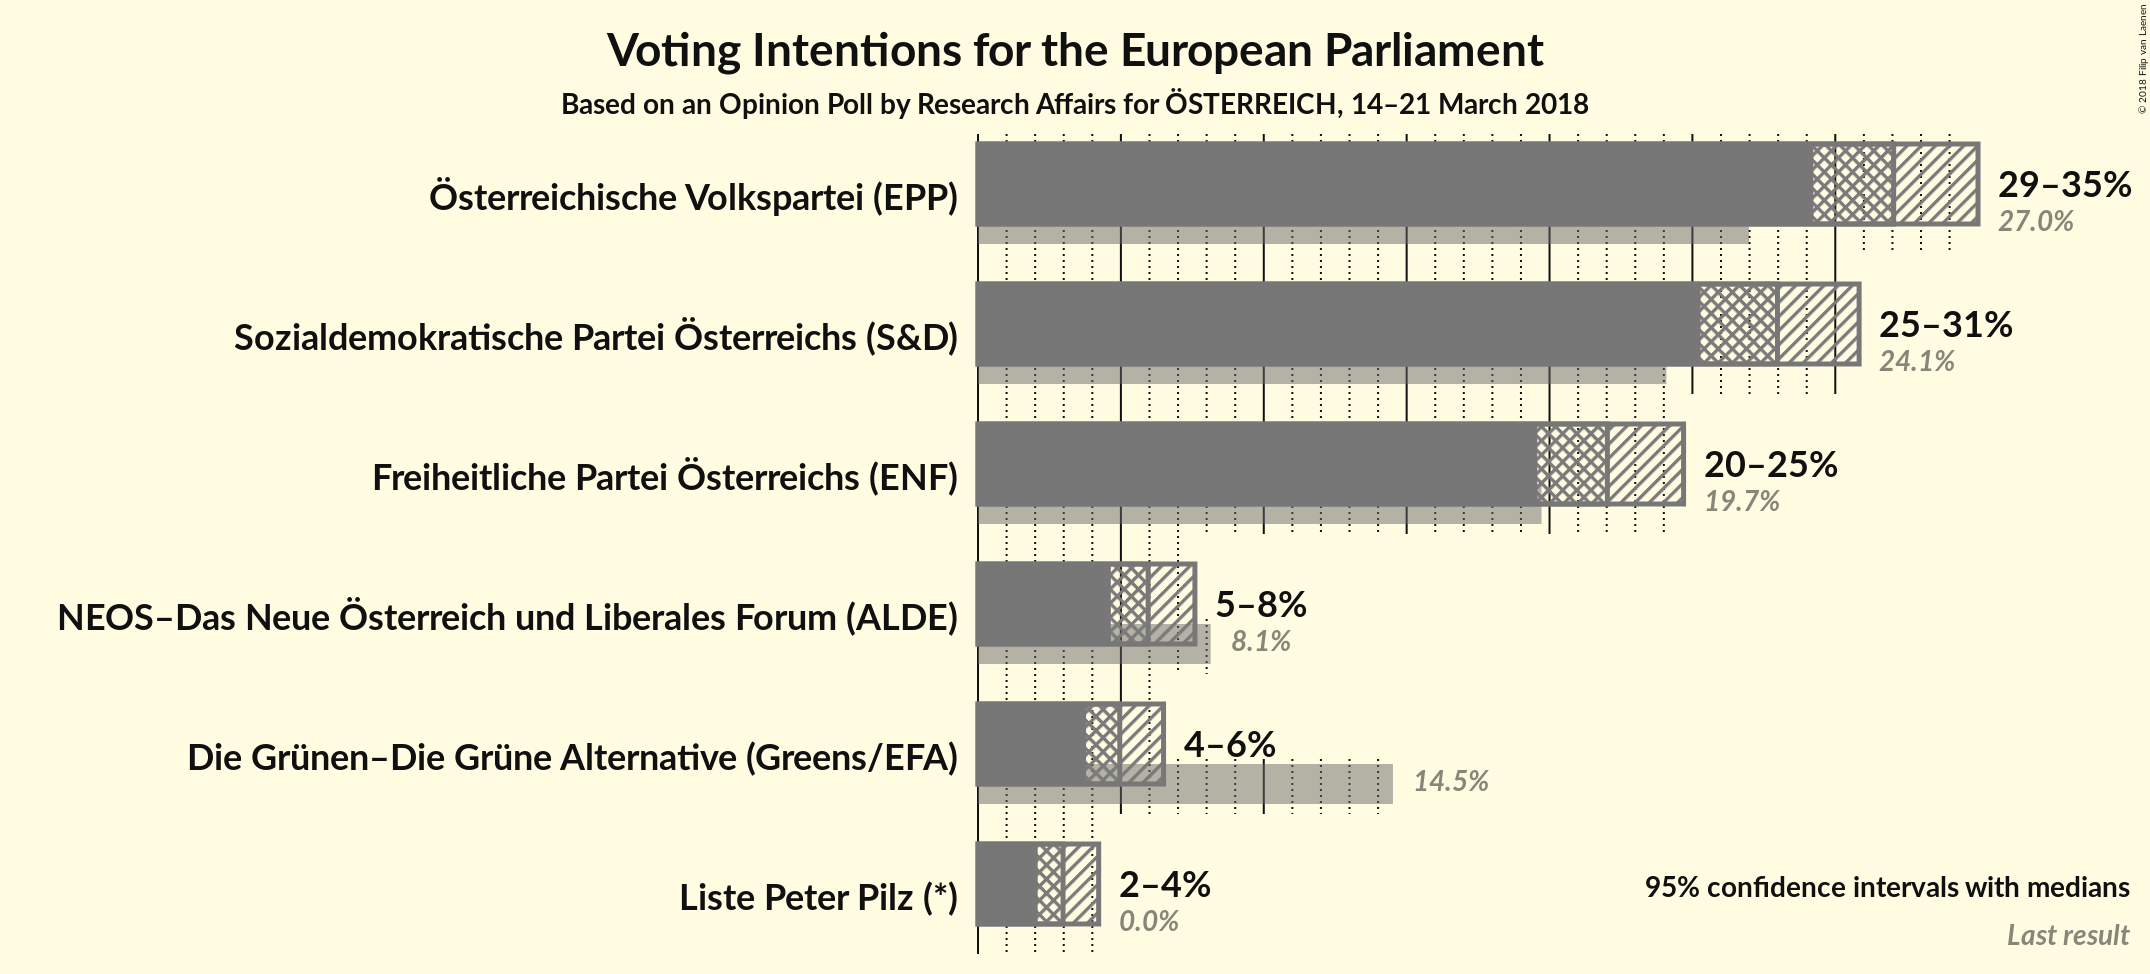 Voting Intentions for the European Parliament
Based on an Opinion Poll by Research Affairs for ÖSTERREICH, 14–21 March 2018
© 2018 Filip van Laenen
Österreichische Volkspartei (EPP)
29–35%
27.0%
Sozialdemokratische Partei Österreichs (S&D)
25–31%
24.1%
Freiheitliche Partei Österreichs (ENF)
20–25%
19.7%
NEOS–Das Neue Österreich und Liberales Forum (ALDE)
5–8%
8.1%
Die Grünen–Die Grüne Alternative (Greens/EFA)
4–6%
14.5%
Liste Peter Pilz (*)
2–4%
0.0%
95% confidence intervals with medians
Last result